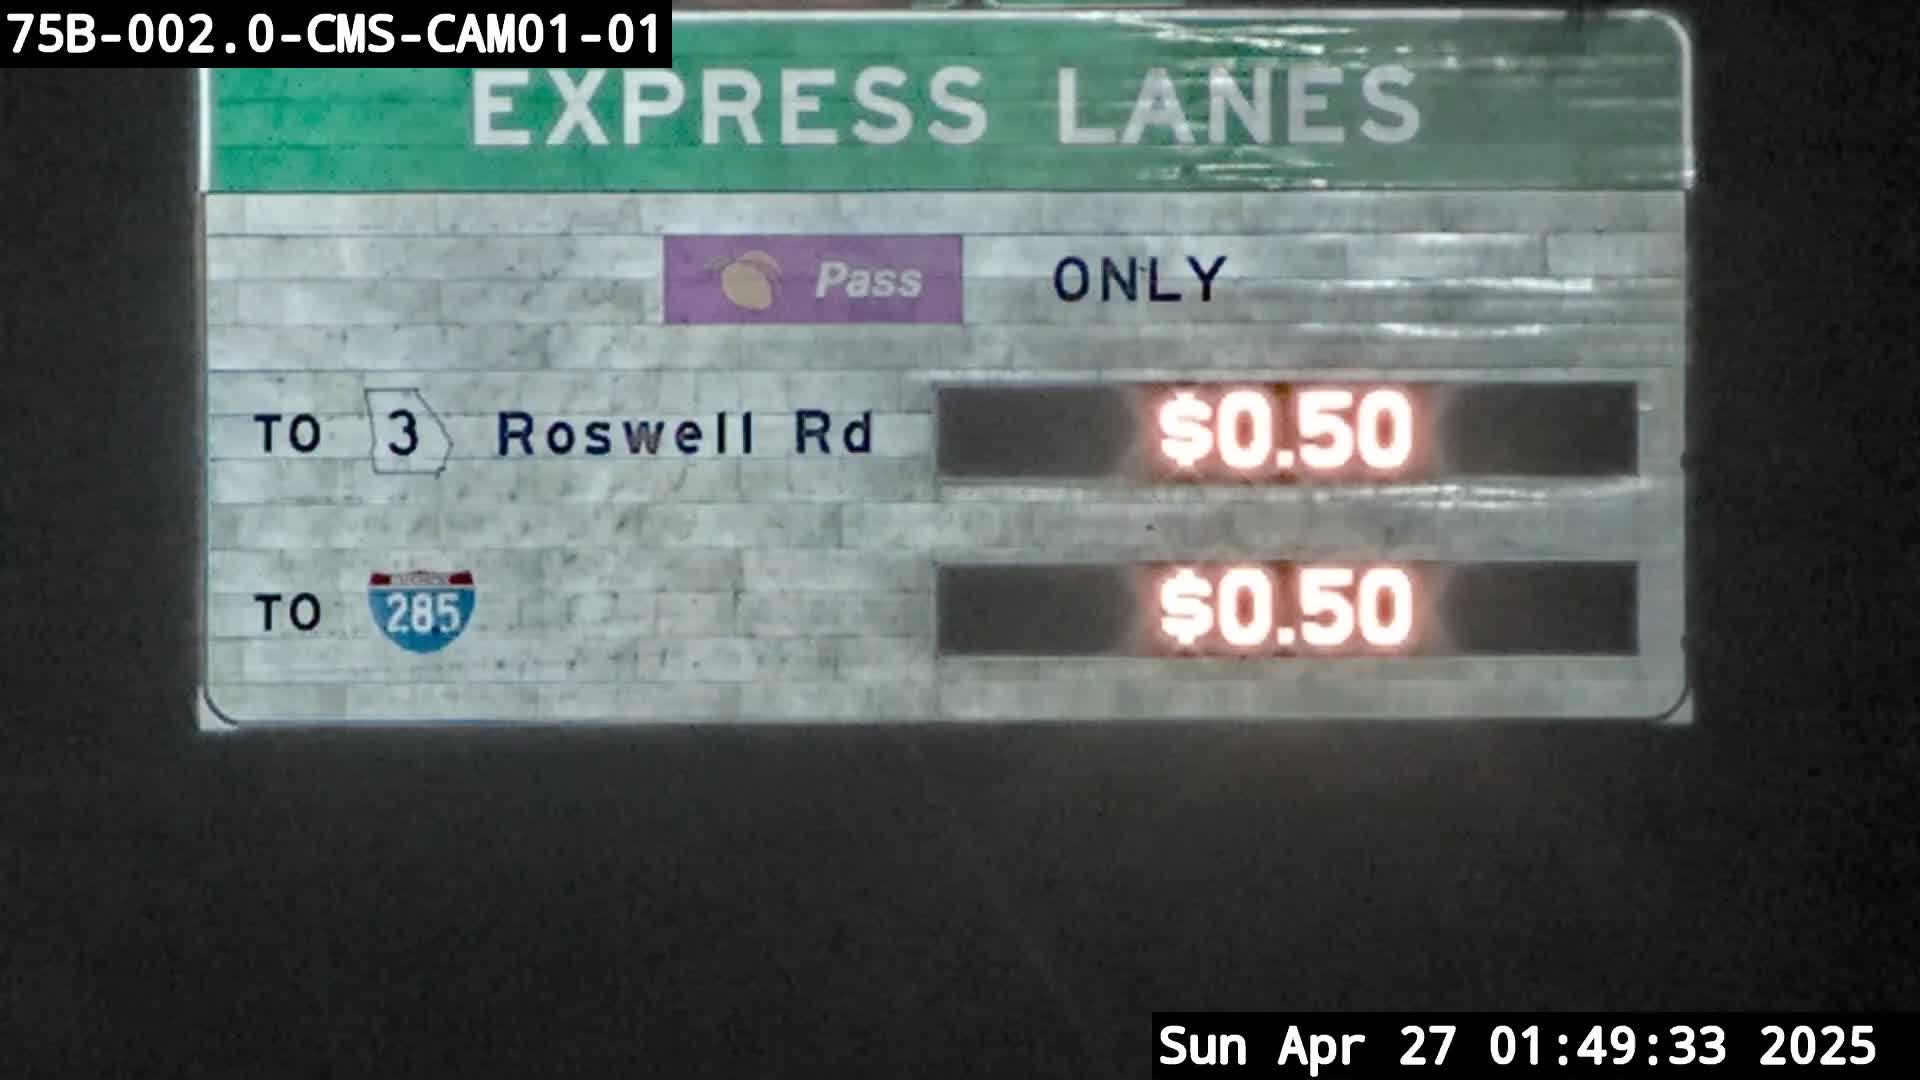 75B-002.0-CMS-CAM01-01
EXPRESS LANES
Pass ONLY
TO 3 Roswell Rd $0.50
TO 285 $0.50
Sun Apr 27 01:49:33 2025